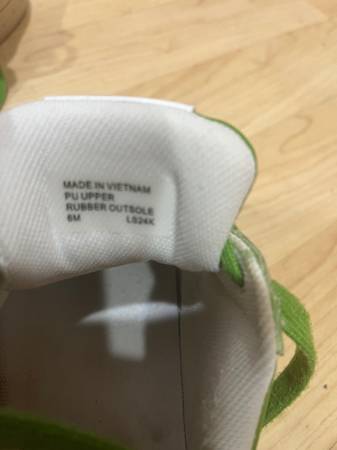 MADE IN VIETNAM
PU UPPER
RUBBER OUTSOLE
6M LS24K